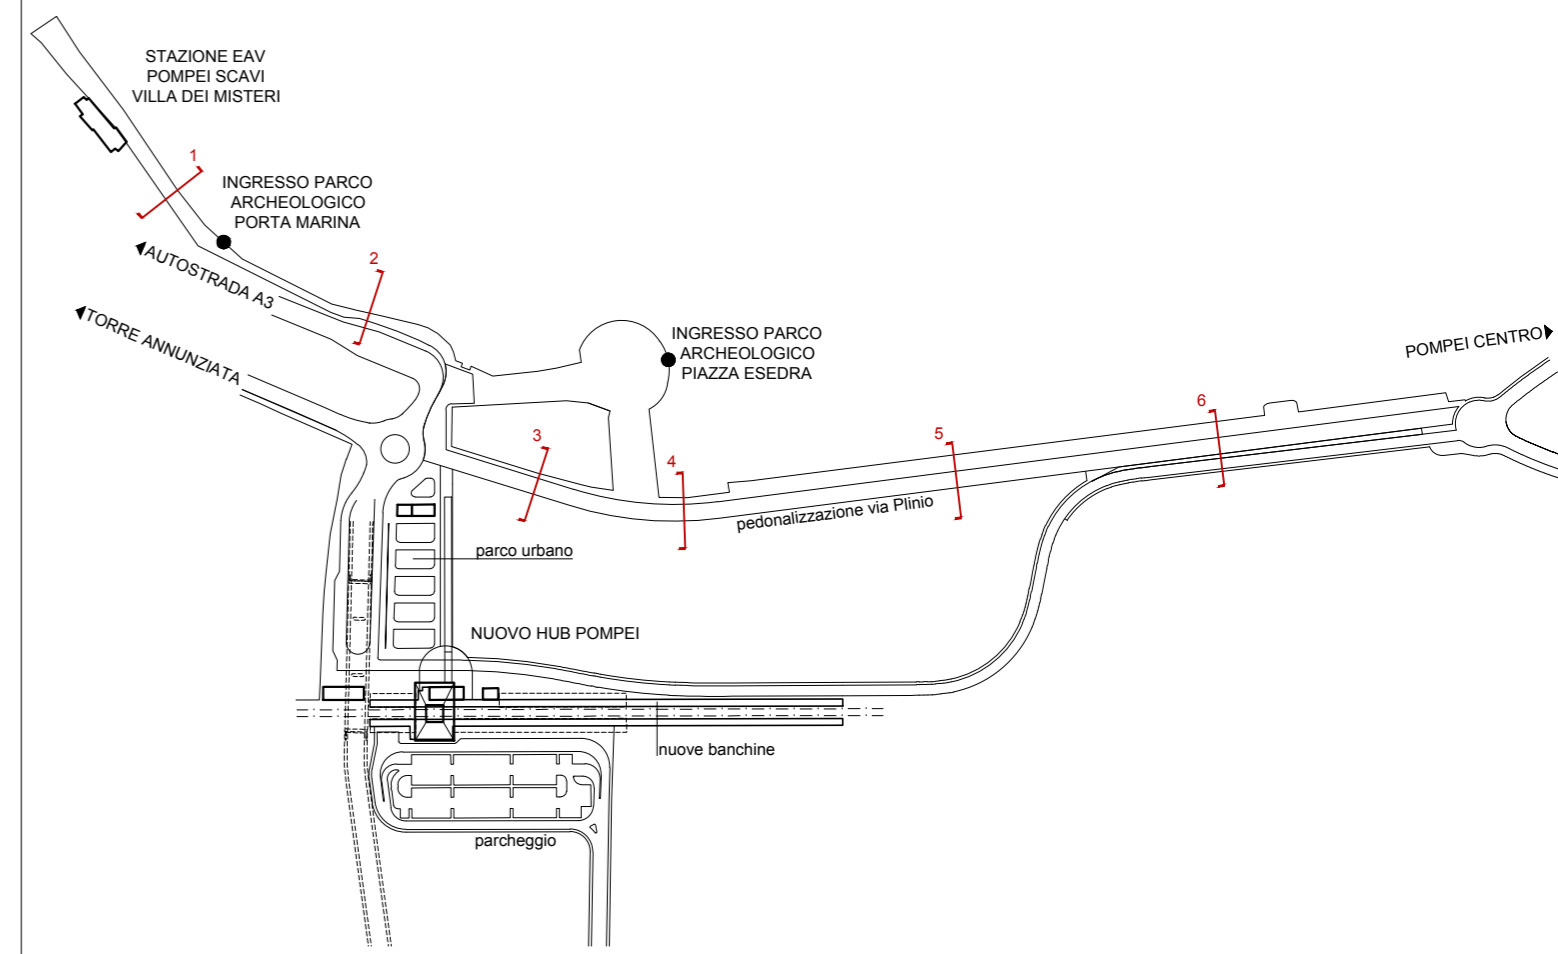 STAZIONE EAV
POMPEI SCAVI
VILLA DEI MISTERI
1
INGRESSO PARCO
ARCHEOLOGICO
PORTA MARINA
2
AUTOSTRADA A3
TORRE ANNUNZIATA
INGRESSO PARCO
ARCHEOLOGICO
PIAZZA ESEDRA
POMPEI CENTRO
3
4
5
6
pedonalizzazione via Plinio
parco urbano
NUOVO HUB POMPEI
nuove banchine
parcheggio